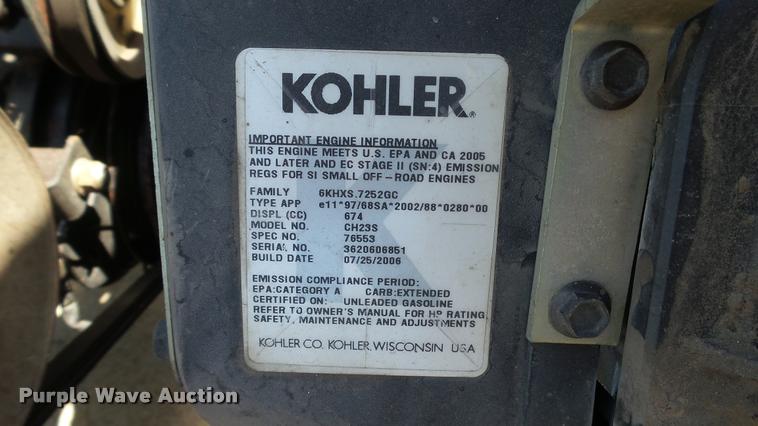 KOHLER®
IMPORTANT ENGINE INFORMATION
THIS ENGINE MEETS U.S. EPA AND CA 2005
AND LATER AND EC STAGE II (SN:4) EMISSION
REGS FOR SI SMALL OFF-ROAD ENGINES
FAMILY 6KHXS.7252GC
TYPE APP e11*97/68SA*2002/88*0280*00
DISPL (CC) 674
MODEL NO. CH23S
SPEC NO. 76553
SERIAL NO. 3620606851
BUILD DATE 07/25/2006
EMISSION COMPLIANCE PERIOD:
EPA:CATEGORY A CARB:EXTENDED
CERTIFIED ON: UNLEADED GASOLINE
REFER TO OWNER'S MANUAL FOR HP RATING,
SAFETY, MAINTENANCE AND ADJUSTMENTS
KOHLER CO. KOHLER, WISCONSIN USA
Purple Wave Auction®